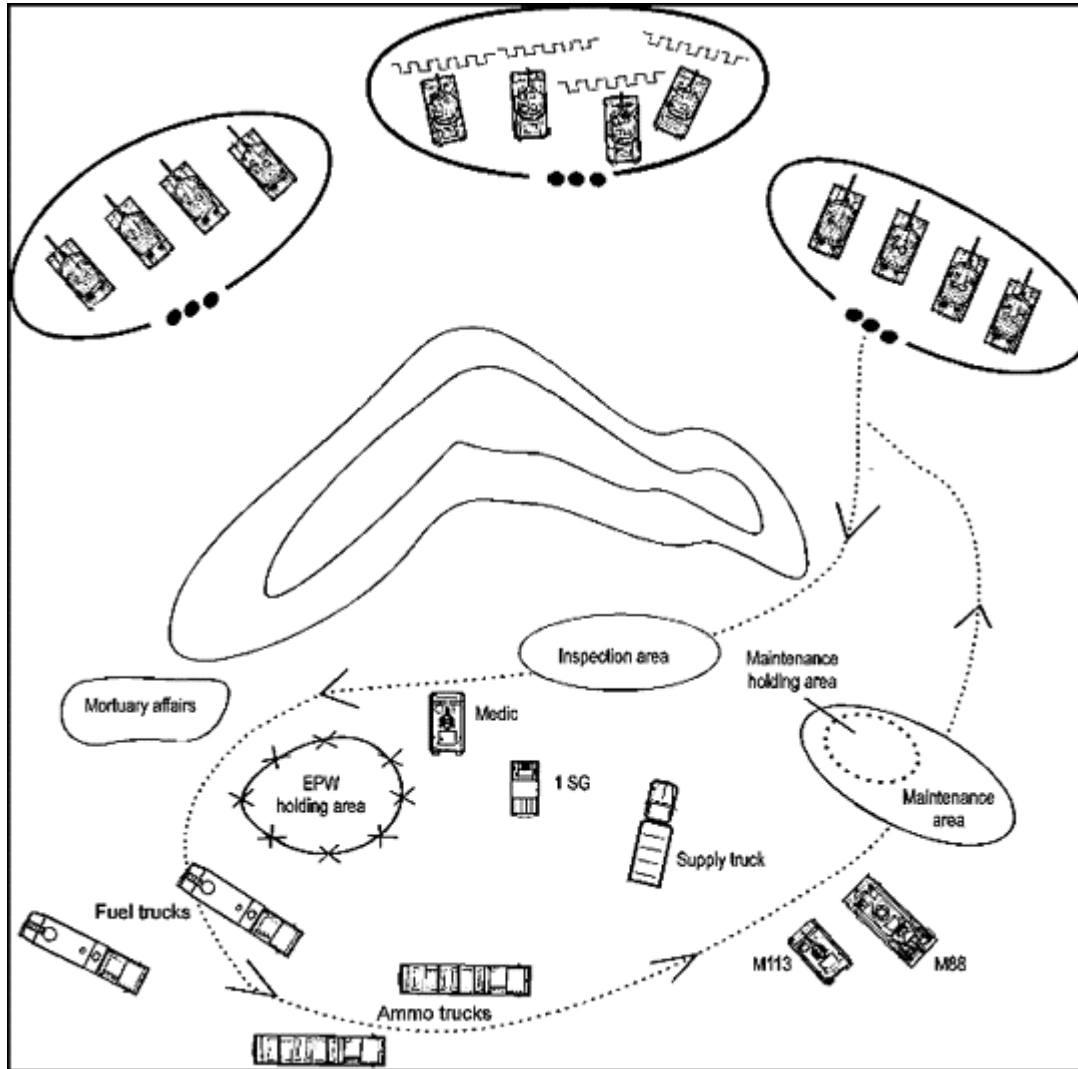 Inspection area
Maintenance
holding area
Mortuary affairs
Medic
EPW
holding area
1 SG
Maintenance
area
Supply truck
Fuel trucks
M113
M88
Ammo trucks